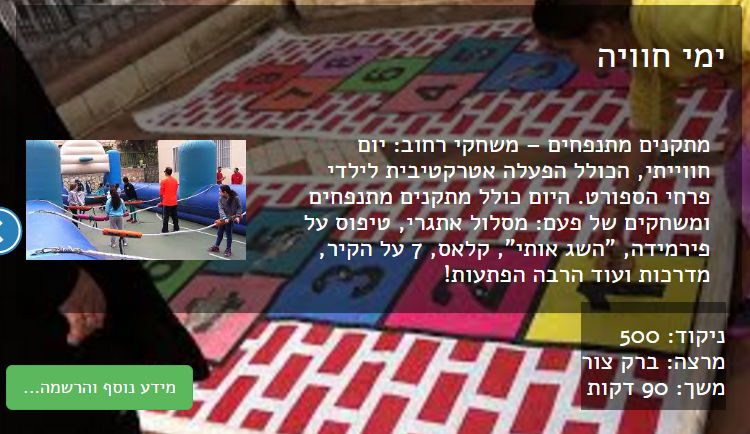 ימי חוויה
מתקנים מתנפחים – משחקי רחוב: יום
חווייתי, הכולל הפעלה אטרקטיבית לילדי
פרחי הספורט. היום כולל מתקנים מתנפחים
ומשחקים של פעם: מסלול אתגרי, טיפוס על
פירמידה, "השג אותי", קלאס, 7 על הקיר,
מדרכות ועוד הרבה הפתעות!
ניקוד: 500
מרצה: ברק צור
משך: 90 דקות
מידע נוסף והרשמה...